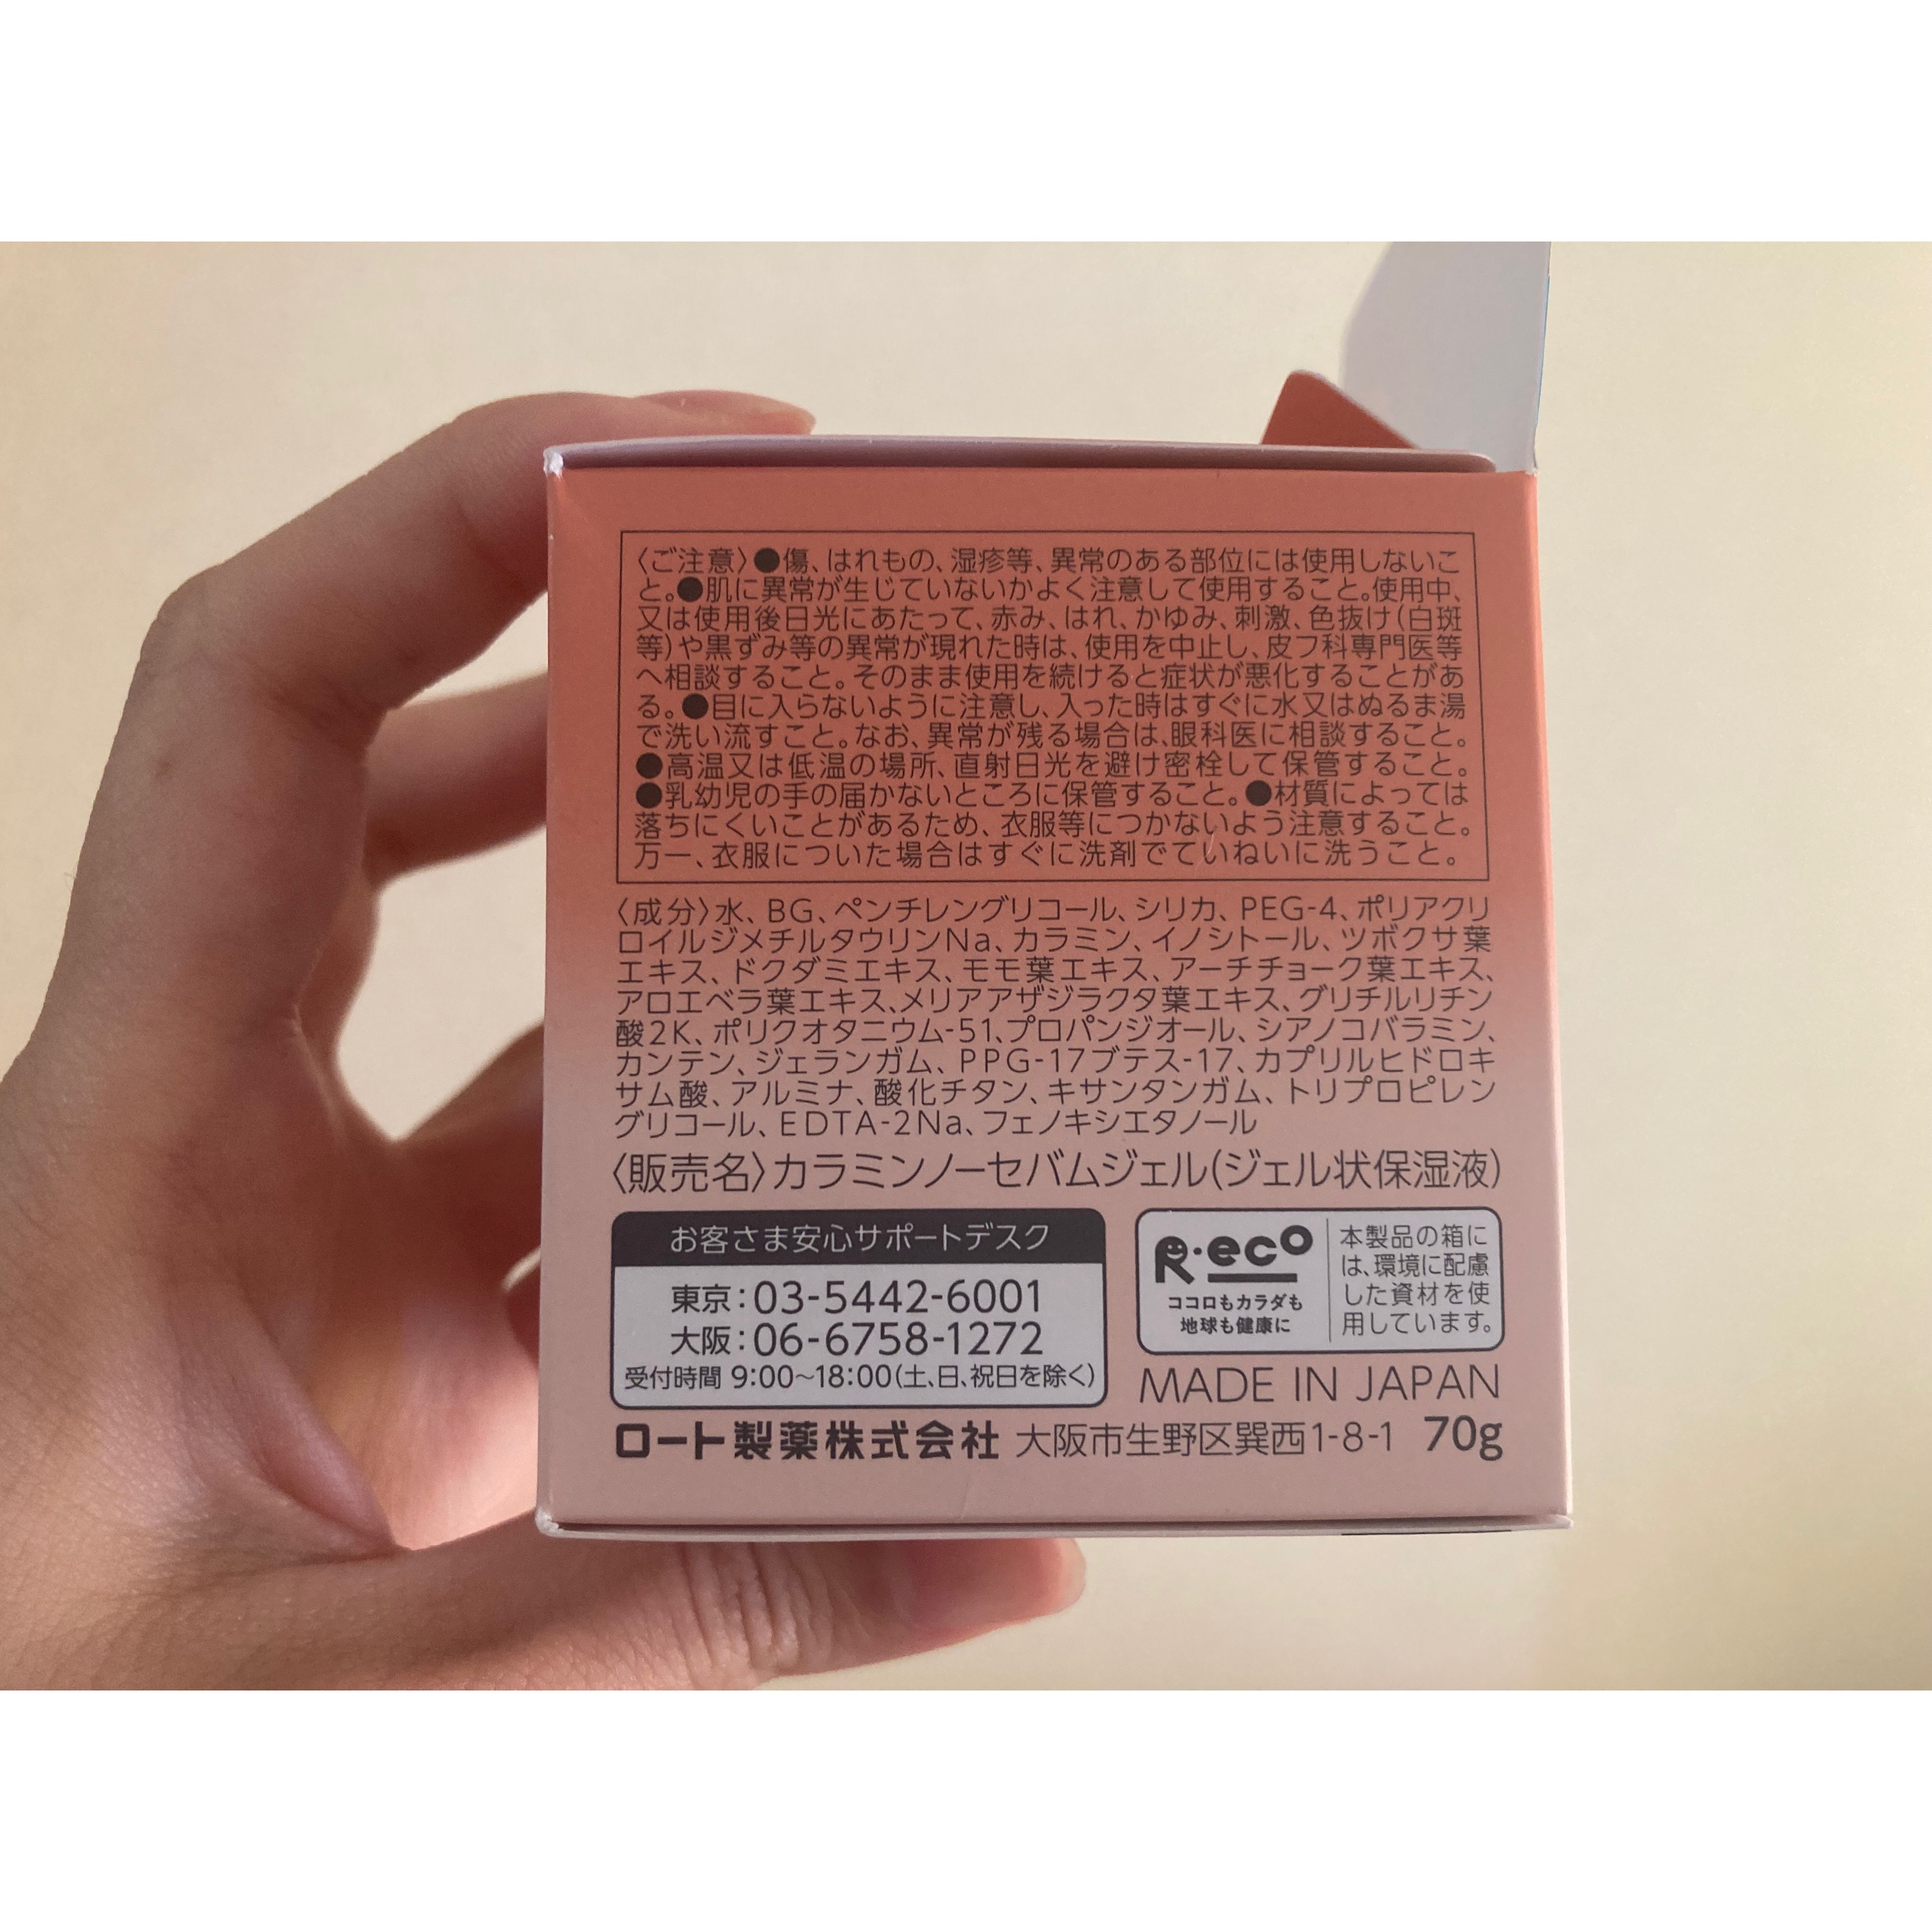 〈ご注意〉●傷、はれもの、湿疹等、異常のある部位には使用しないこ
と。●肌に異常が生じていないかよく注意して使用すること。使用中、
又は使用後日光にあたって、赤み、はれ、かゆみ、刺激、色抜け(白斑
等)や黒ずみ等の異常が現れた時は、使用を中止し、皮フ科専門医等
へ相談すること。そのまま使用を続けると症状が悪化することがあ
る。●目に入らないように注意し、入った時はすぐに水又はぬるま湯
で洗い流すこと。なお、異常が残る場合は、眼科医に相談すること。
●高温又は低温の場所、直射日光を避け密栓して保管すること。
●乳幼児の手の届かないところに保管すること。●材質によっては
落ちにくいことがあるため、衣服等につかないよう注意すること。
万一、衣服についた場合はすぐに洗剤でていねいに洗うこと。
〈成分〉水、BG、ペンチレングリコール、シリカ、PEG-4、ポリアクリ
ロイルジメチルタウリンNa、カラミン、イノシトール、ツボクサ葉
エキス、ドクダミエキス、モモ葉エキス、アーチチョーク葉エキス、
アロエベラ葉エキス、メリアアザジラクタ葉エキス、グリチルリチン
酸2K、ポリクオタニウム-51、プロパンジオール、シアノコバラミン、
カンテン、ジェランガム、PPG-17ブテス-17、カプリルヒドロキ
サム酸、アルミナ、酸化チタン、キサンタンガム、トリプロピレン
グリコール、EDTA-2Na、フェノキシエタノール
〈販売名〉カラミンノーセバムジェル(ジェル状保湿液)
お客さま安心サポートデスク
東京:03-5442-6001
大阪:06-6758-1272
受付時間 9:00~18:00(土、日、祝日を除く)
R・eco
ココロもカラダも
地球も健康に
本製品の箱に
は、環境に配慮
した資材を使
用しています。
MADE IN JAPAN
ロート製薬株式会社 大阪市生野区巽西1-8-1 70g